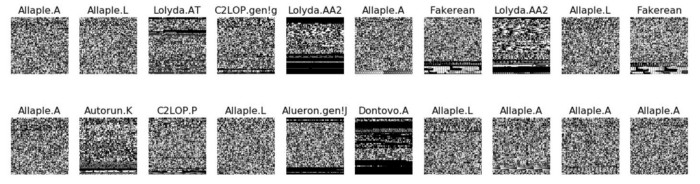 Allaple.A Allaple.L Lolyda.AT C2LOP.gen!g Lolyda.AA2 Allaple.A Fakerean Lolyda.AA2 Allaple.L Fakerean
Allaple.A Autorun.K C2LOP.P Allaple.L Alueron.gen!J Dontovo.A Allaple.L Allaple.A Allaple.A Allaple.A